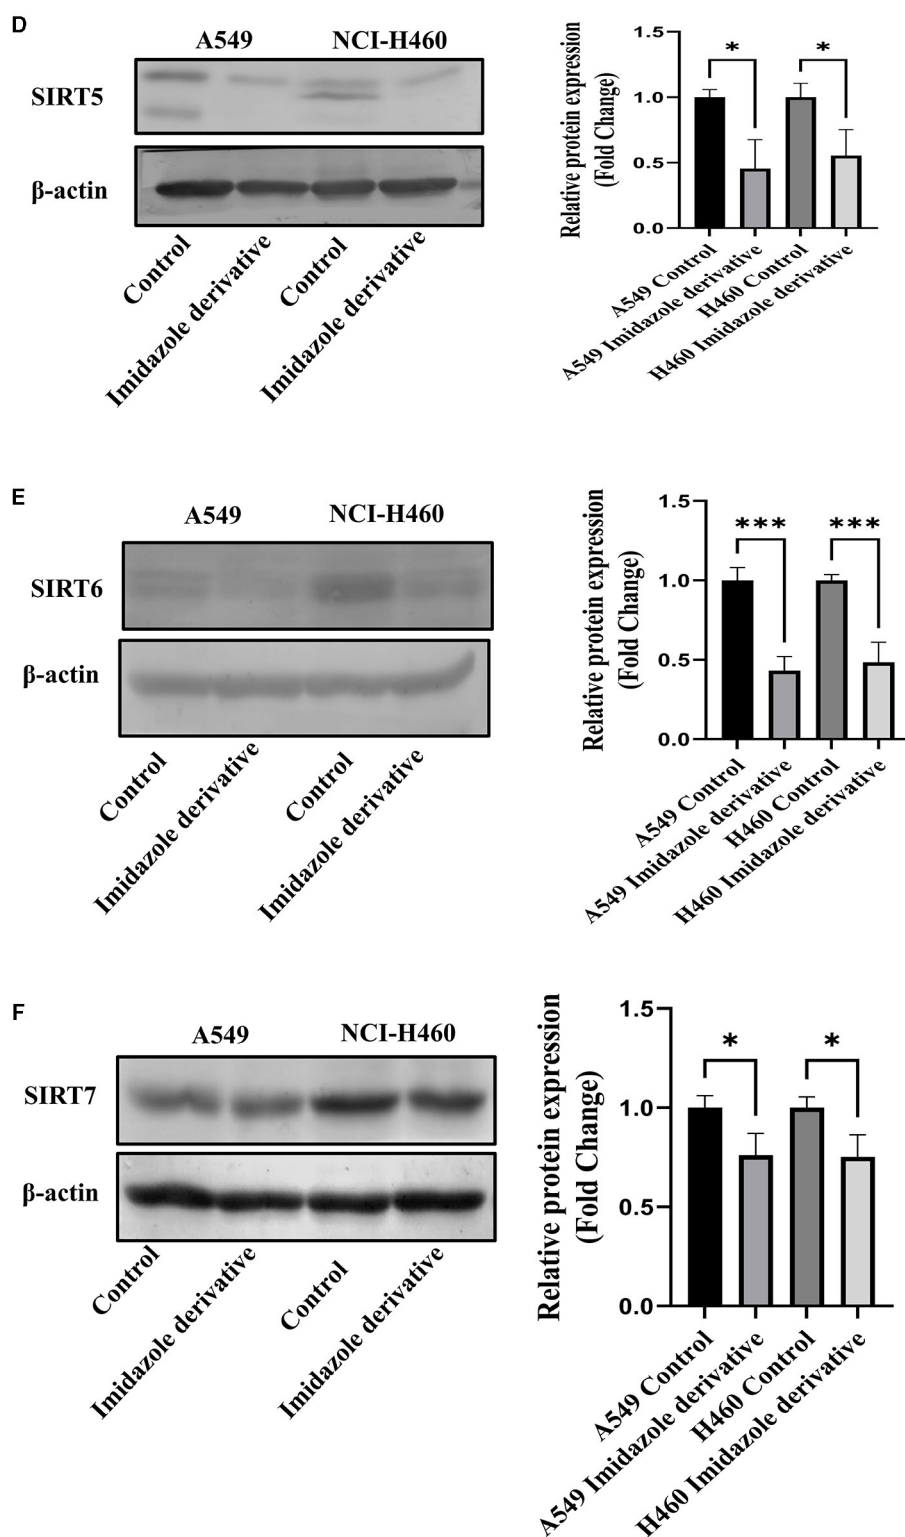 D
A549 NCI-H460
SIRT5
β-actin
Control
Imidazole derivative
Control
Imidazole derivative
Relative protein expression
(Fold Change)
1.5
1.0
0.5
0.0
* *
A549 Control
A549 Imidazole derivative
H460 Control
H460 Imidazole derivative
E
A549 NCI-H460
SIRT6
β-actin
Control
Imidazole derivative
Control
Imidazole derivative
Relative protein expression
(Fold Change)
1.5
1.0
0.5
0.0
*** ***
A549 Control
A549 Imidazole derivative
H460 Control
H460 Imidazole derivative
F
A549 NCI-H460
SIRT7
β-actin
Control
Imidazole derivative
Control
Imidazole derivative
Relative protein expression
(Fold Change)
1.5
1.0
0.5
0.0
* *
A549 Control
A549 Imidazole derivative
H460 Control
H460 Imidazole derivative